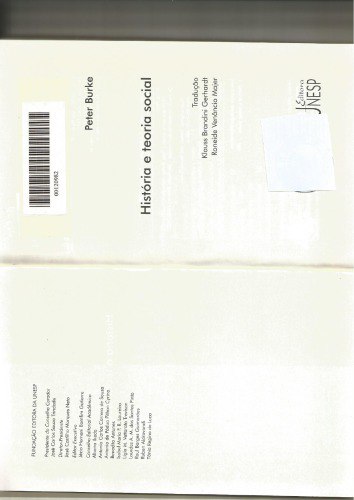 FUNDAÇÃO EDITORA DA UNESP
Presidente do Conselho Curador
José Carlos Souza Trindade
Diretor-Presidente
José Castilho Marques Neto
Editor Executivo
Jézio Hernani Bomfim Gutierre
Conselho Editorial Acadêmico
Alberto Ikeda
Antonio Carlos Carrera de Souza
Antonio de Pádua Pithon Cyrino
Benedito Antunes
Isabel Maria F. R. Loureiro
Lígia M. Vettorato Trevisan
Lourdes A. M. dos Santos Pinto
Raul Borges Guimarães
Ruben Aldrovandi
Tânia Regina de Luca
00120982
Peter Burke
História e teoria social
Tradução
Klauss Brandini Gerhardt
Roneide Venâncio Majer
Editora
UNESP